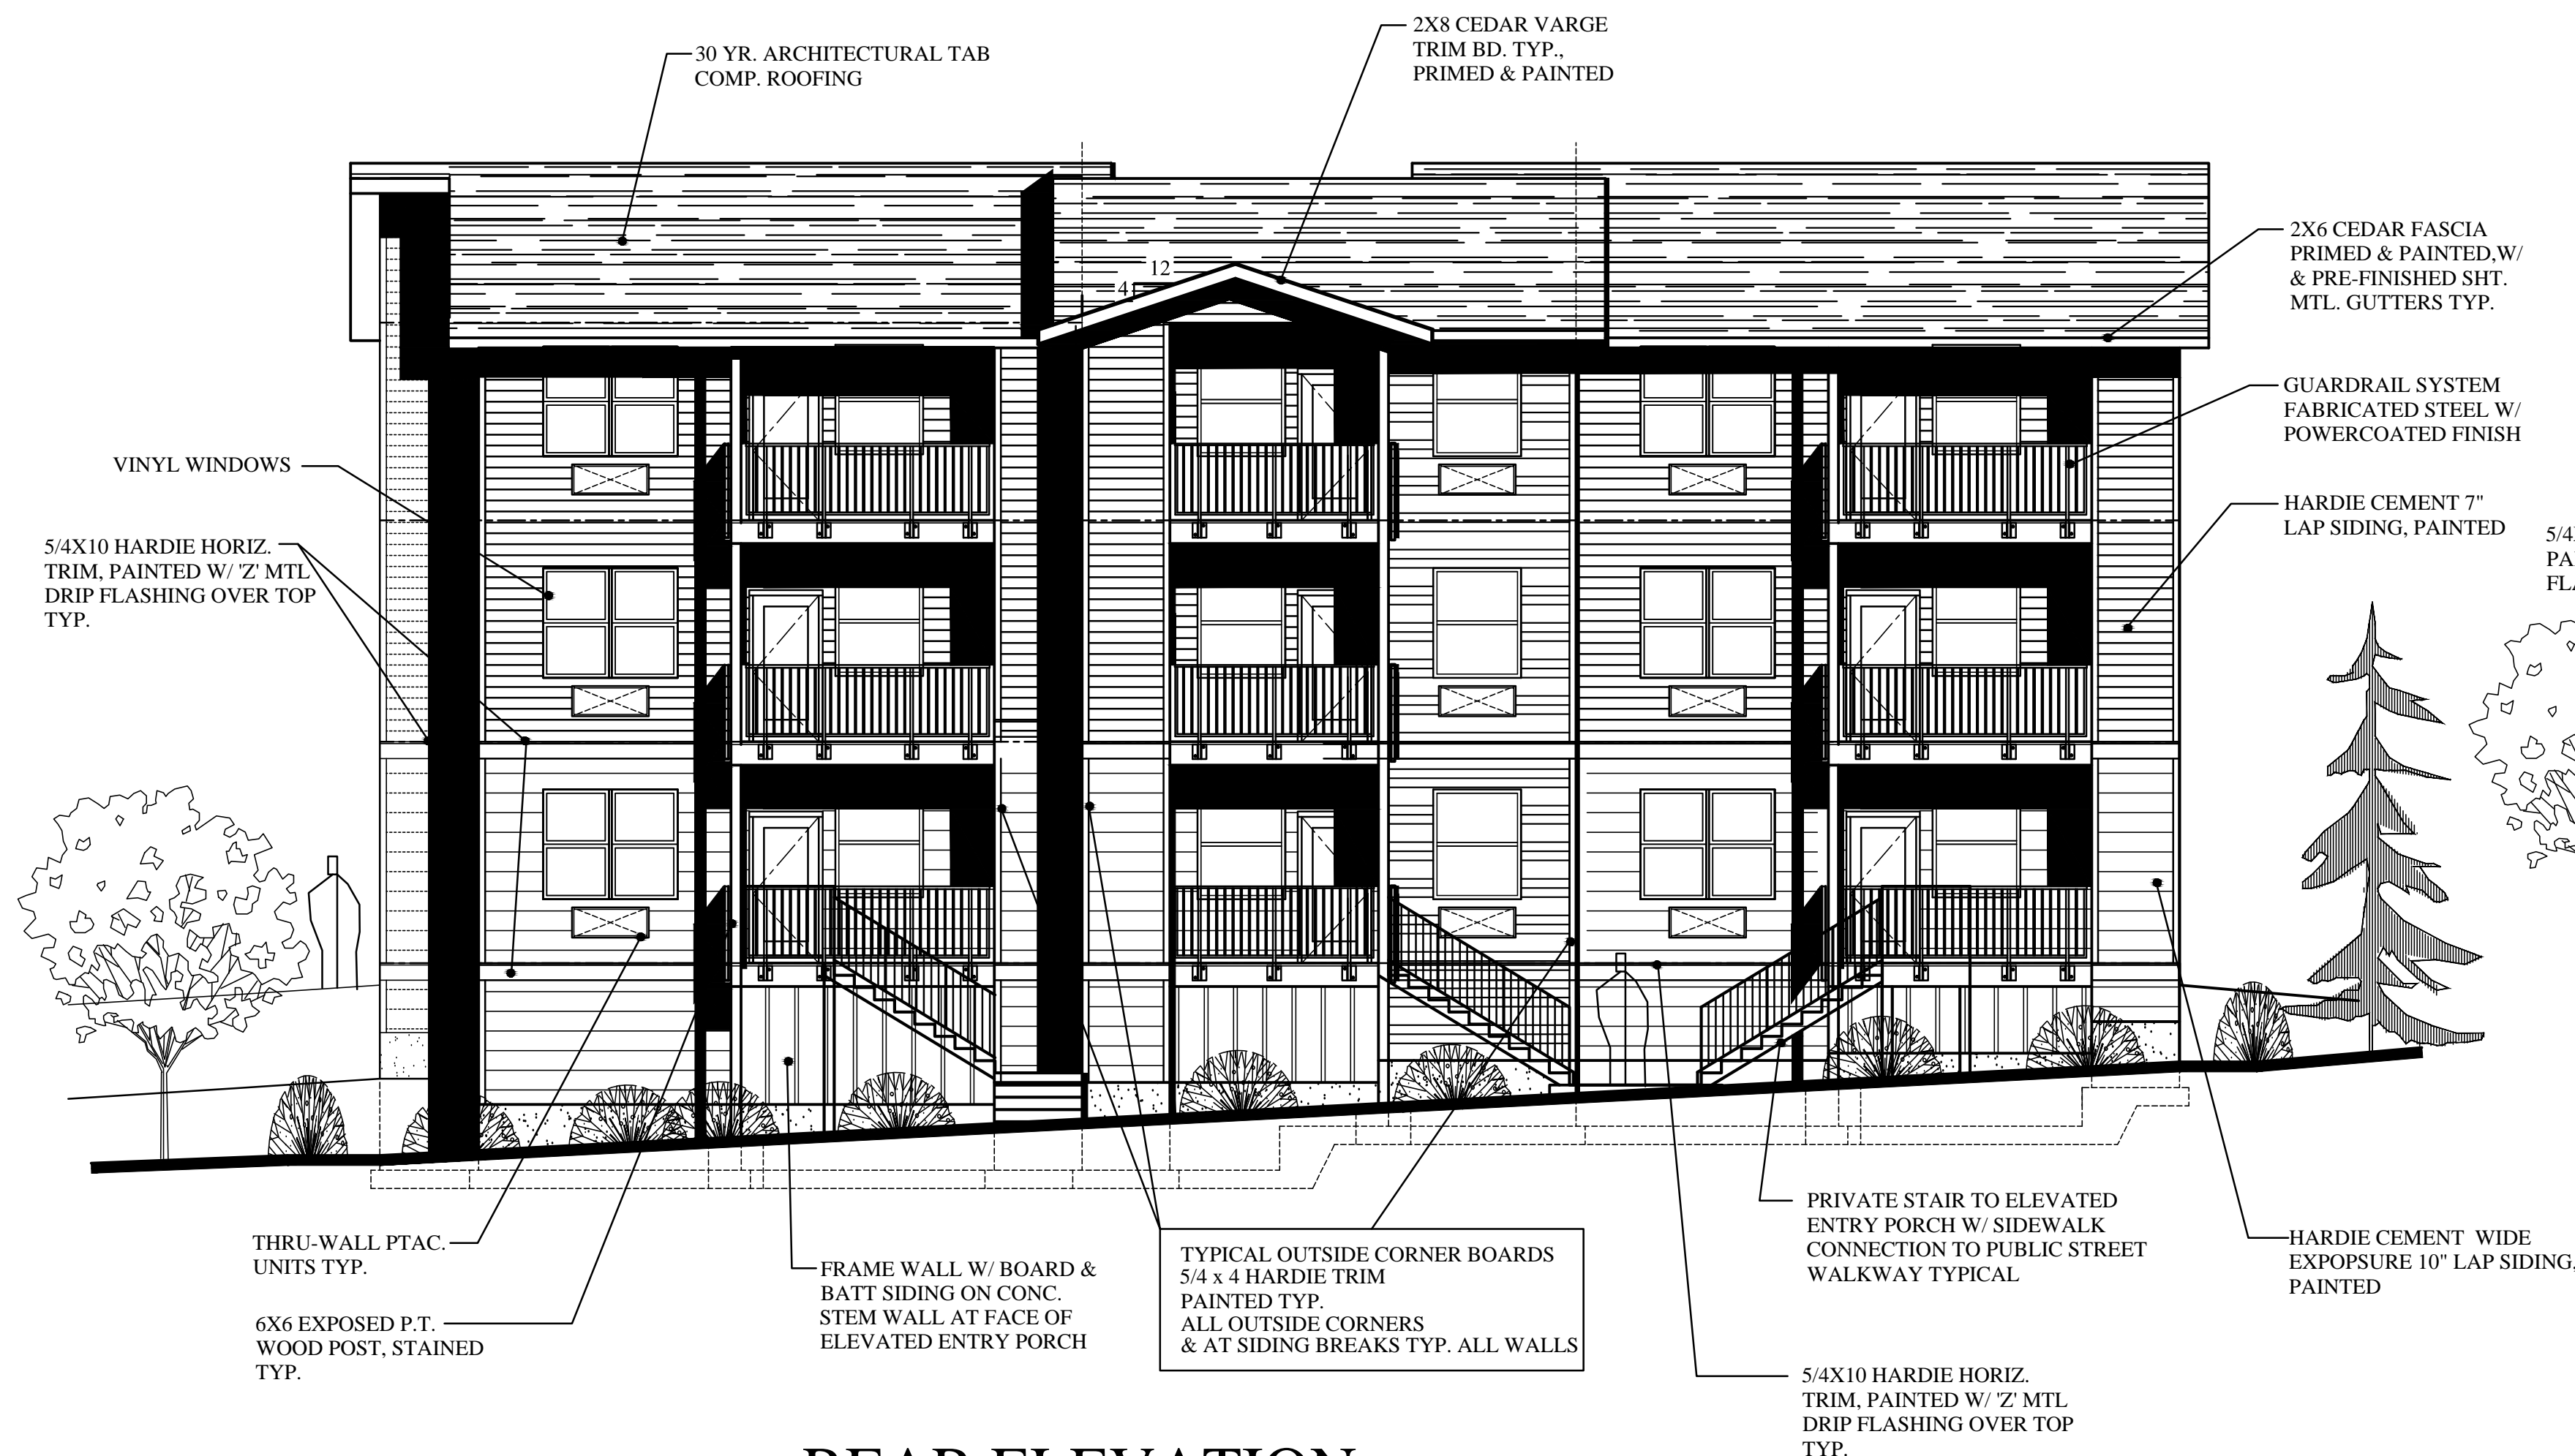 30 YR. ARCHITECTURAL TAB
COMP. ROOFING
2X8 CEDAR VARGE
TRIM BD. TYP.,
PRIMED & PAINTED
12
4
2X6 CEDAR FASCIA
PRIMED & PAINTED,W/
& PRE-FINISHED SHT.
MTL. GUTTERS TYP.
GUARDRAIL SYSTEM
FABRICATED STEEL W/
POWERCOATED FINISH
VINYL WINDOWS
HARDIE CEMENT 7"
LAP SIDING, PAINTED
5/4X10 HARDIE HORIZ.
TRIM, PAINTED W/ 'Z' MTL
DRIP FLASHING OVER TOP
TYP.
THRU-WALL PTAC.
UNITS TYP.
6X6 EXPOSED P.T.
WOOD POST, STAINED
TYP.
FRAME WALL W/ BOARD &
BATT SIDING ON CONC.
STEM WALL AT FACE OF
ELEVATED ENTRY PORCH
TYPICAL OUTSIDE CORNER BOARDS
5/4 x 4 HARDIE TRIM
PAINTED TYP.
ALL OUTSIDE CORNERS
& AT SIDING BREAKS TYP. ALL WALLS
PRIVATE STAIR TO ELEVATED
ENTRY PORCH W/ SIDEWALK
CONNECTION TO PUBLIC STREET
WALKWAY TYPICAL
HARDIE CEMENT WIDE
EXPOPSURE 10" LAP SIDING,
PAINTED
5/4X10 HARDIE HORIZ.
TRIM, PAINTED W/ 'Z' MTL
DRIP FLASHING OVER TOP
TYP.
REAR ELEVATION